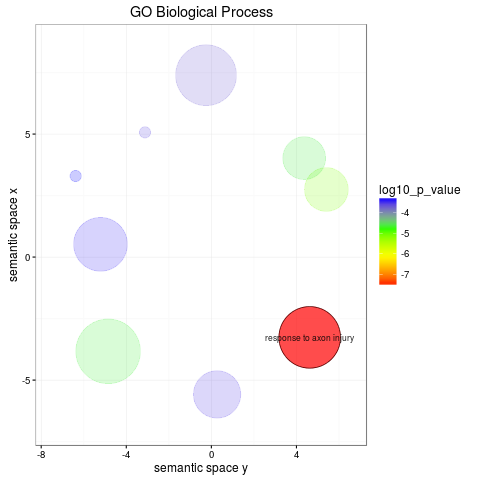 GO Biological Process
semantic space x
5
0
-5
response to axon injury
-8
-4
0
4
semantic space y
log10_p_value
-4
-5
-6
-7